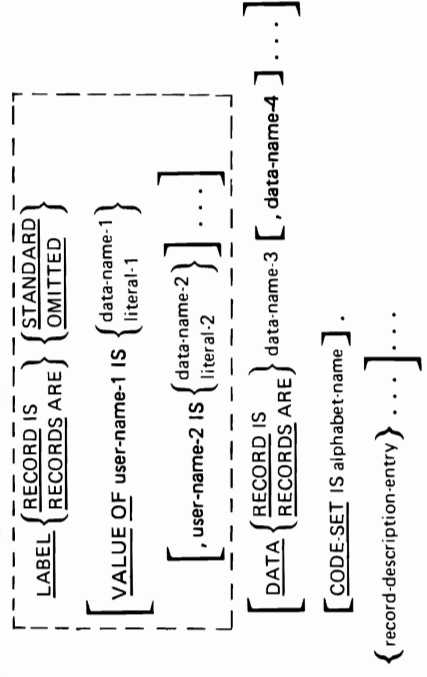 LABEL { RECORD IS } { STANDARD }
{ RECORDS ARE } { OMITTED }
[ VALUE OF user-name-1 IS { data-name-1 }
{ literal-1 }
[ , user-name-2 IS { data-name-2 } ] . . . ]
{ literal-2 }
[ DATA { RECORD IS } data-name-3 [ , data-name-4 ] . . . ]
{ RECORDS ARE }
[ CODE-SET IS alphabet-name ] .
{ record-description-entry } . . . ] . . .